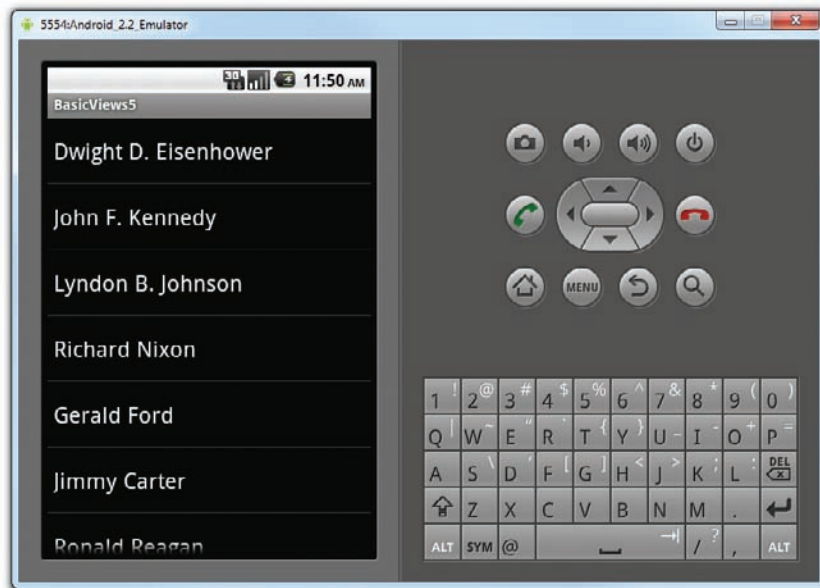 5554:Android_2.2_Emulator
3G
11:50 AM
BasicViews5
Dwight D. Eisenhower
John F. Kennedy
Lyndon B. Johnson
Richard Nixon
Gerald Ford
Jimmy Carter
Ronald Reagan
MENU
1 ! 2 @ 3 # 4 $ 5 % 6 ^ 7 & 8 * 9 ( 0 )
Q | W ~ E " R ` T { Y } U _ I - O + P =
A S \ D ' F [ G ] H < J > K ; L : DEL
Z X C V B N M .
ALT SYM @ / ? , ALT